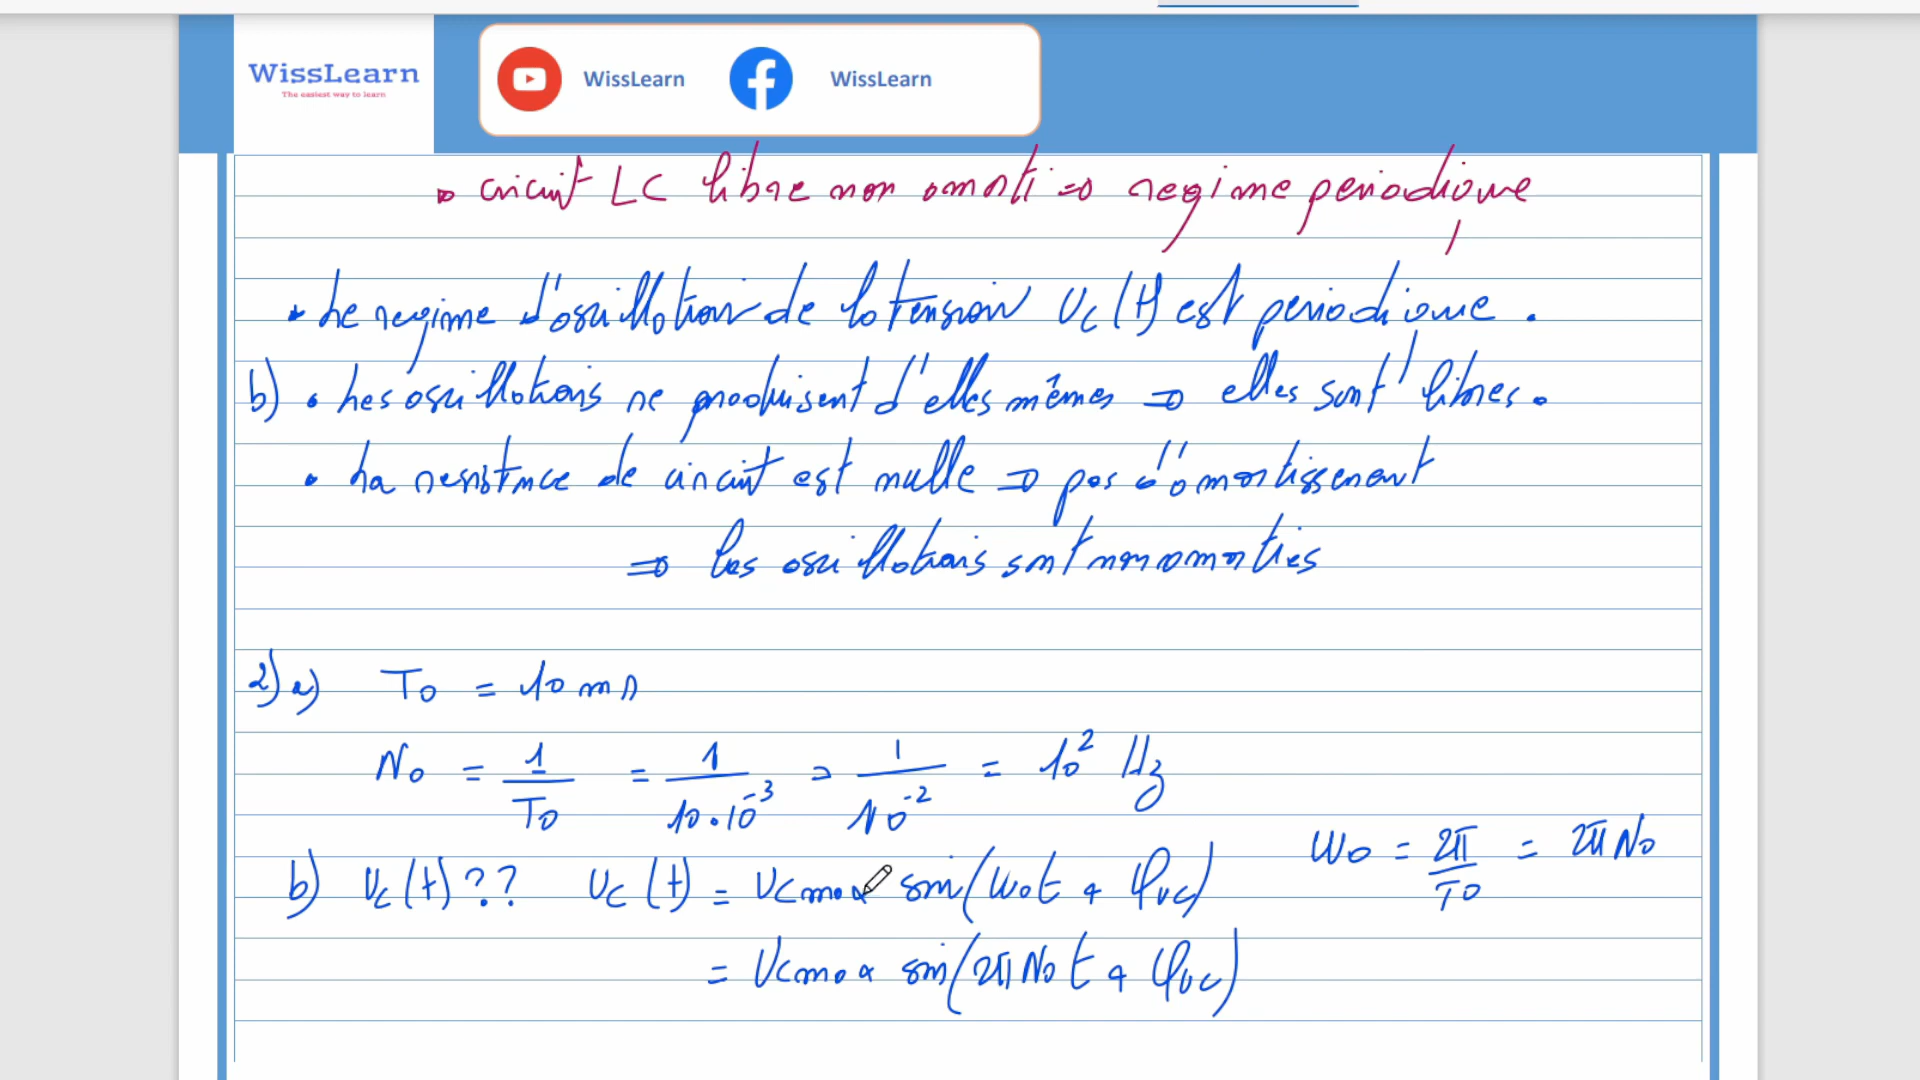 WissLearn
The easiest way to learn
WissLearn
WissLearn
circuit LC libre non amorti => regime periodique
• Le regime d'oscillation de la tension Uc(t) est periodique.
b) • Les oscillations se produisent d'elles mêmes => elles sont libres.
• La resistance de circuit est nulle => pas d'amortissement
=> les oscillations sont non amorties
2) a) T0 = 10 ms
N0 = 1/T0 = 1/10.10^-3 = 1/10^-2 = 10^2 Hz
b) Uc(t)?? Uc(t) = Ucmax sin(ω0t + φuc) ω0 = 2π/T0 = 2πN0
= Ucmax sin(2πN0t + φuc)